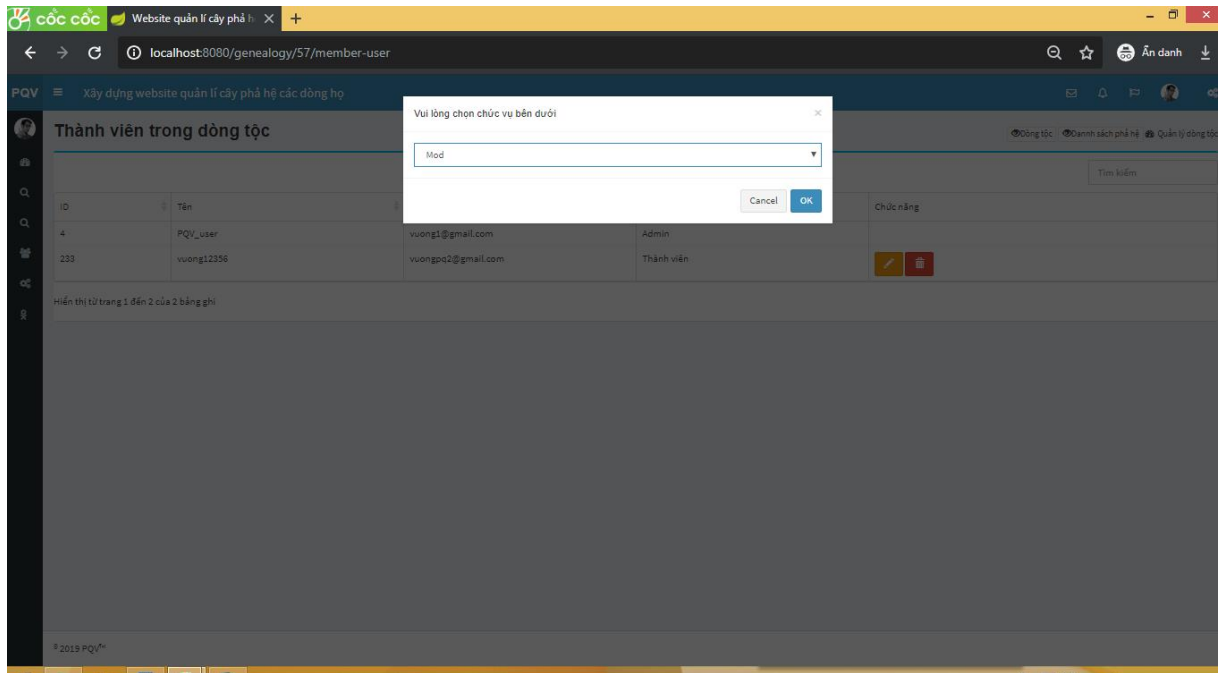 cốc cốc
Website quản lí cây phả h
localhost:8080/genealogy/57/member-user
Ẩn danh
PQV
Xây dựng website quản lí cây phả hệ các dòng họ
Vui lòng chọn chức vụ bên dưới
×
Mod
Cancel
OK
Thành viên trong dòng tộc
Dòng tộc
Dannh sách phả hệ
Quản lý dòng tộc
Tìm kiếm
ID Tên Chức năng
4 PQV_user vuong1@gmail.com Admin
233 vuong12356 vuongpq2@gmail.com Thành viên
Hiển thị từ trang 1 đến 2 của 2 bảng ghi
© 2019 PQV™